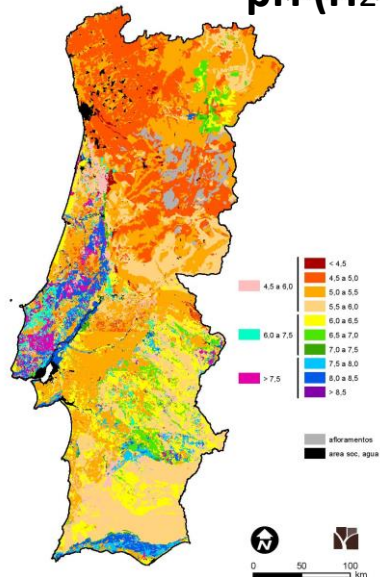 pH (H2
< 4,5
4,5 a 5,0
4,5 a 6,0
5,0 a 5,5
5,5 a 6,0
6,0 a 6,5
6,0 a 7,5
6,5 a 7,0
7,0 a 7,5
7,5 a 8,0
> 7,5
8,0 a 8,5
> 8,5
afloramentos
area soc, agua
N
0 50 100
km